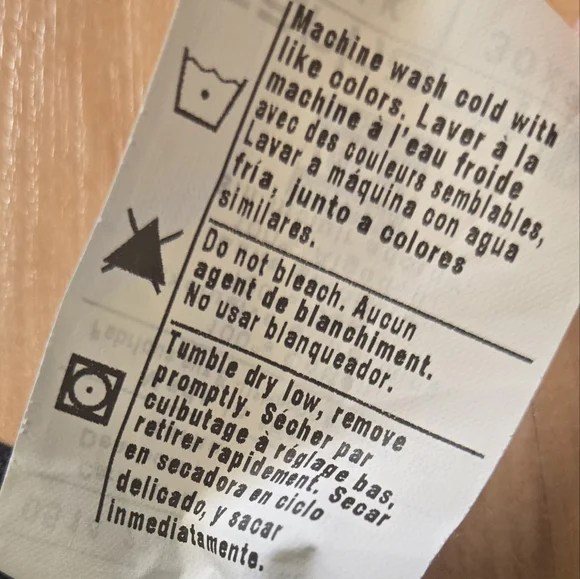 Machine wash cold with
like colors. Laver à la
machine à l'eau froide
avec des couleurs semblables,
Lavar a máquina con agua
fría, junto a colores
similares.
Do not bleach. Aucun
agent de blanchiment.
No usar blanqueador.
Tumble dry low, remove
promptly. Sécher par
culbutage à réglage bas,
retirer rapidement. Secar
en secadora en ciclo
delicado, y sacar
inmediatamente.